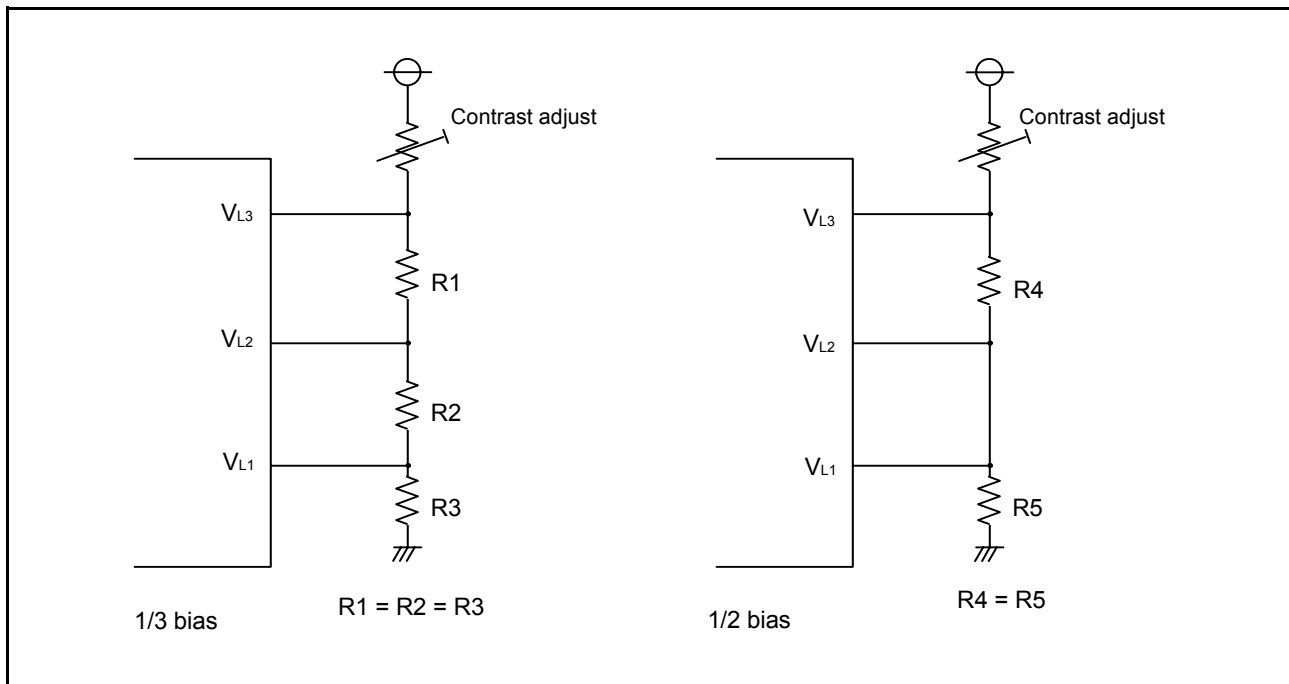 Contrast adjust
VL3
R1
VL2
R2
VL1
R3
R1 = R2 = R3
1/3 bias
Contrast adjust
VL3
R4
VL2
VL1
R5
R4 = R5
1/2 bias